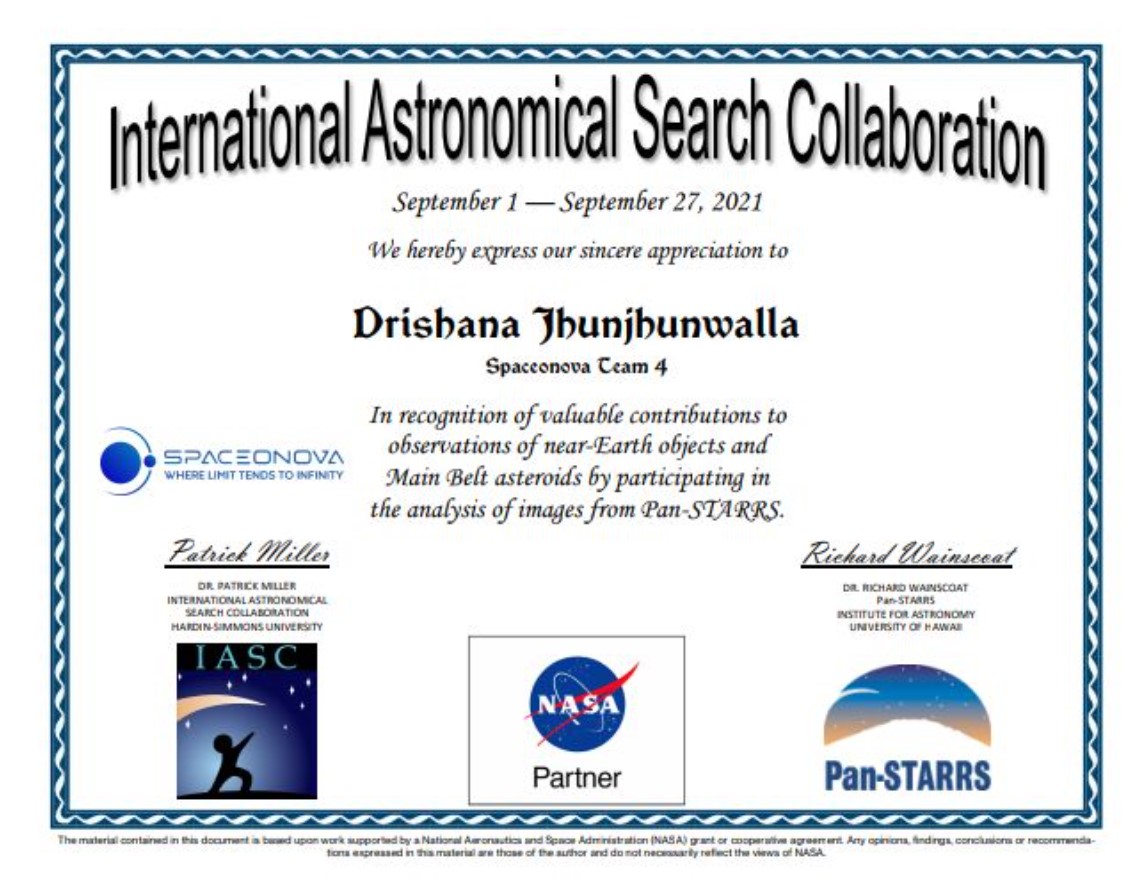 International Astronomical Search Collaboration
September 1 — September 27, 2021
We hereby express our sincere appreciation to
Drishana Jhunjhunwalla
Spaceonova Team 4
In recognition of valuable contributions to
observations of near-Earth objects and
Main Belt asteroids by participating in
the analysis of images from Pan-STARRS.
SPACEONOVA
WHERE LIMIT TENDS TO INFINITY
Patrick Miller
DR. PATRICK MILLER
INTERNATIONAL ASTRONOMICAL
SEARCH COLLABORATION
HARDIN-SIMMONS UNIVERSITY
IASC
Richard Wainscoat
DR. RICHARD WAINSCOAT
Pan-STARRS
INSTITUTE FOR ASTRONOMY
UNIVERSITY OF HAWAII
NASA
Partner
Pan-STARRS
The material contained in this document is based upon work supported by a National Aeronautics and Space Administration (NASA) grant or cooperative agreement. Any opinions, findings, conclusions or recommenda-
tions expressed in this material are those of the author and do not necessarily reflect the views of NASA.